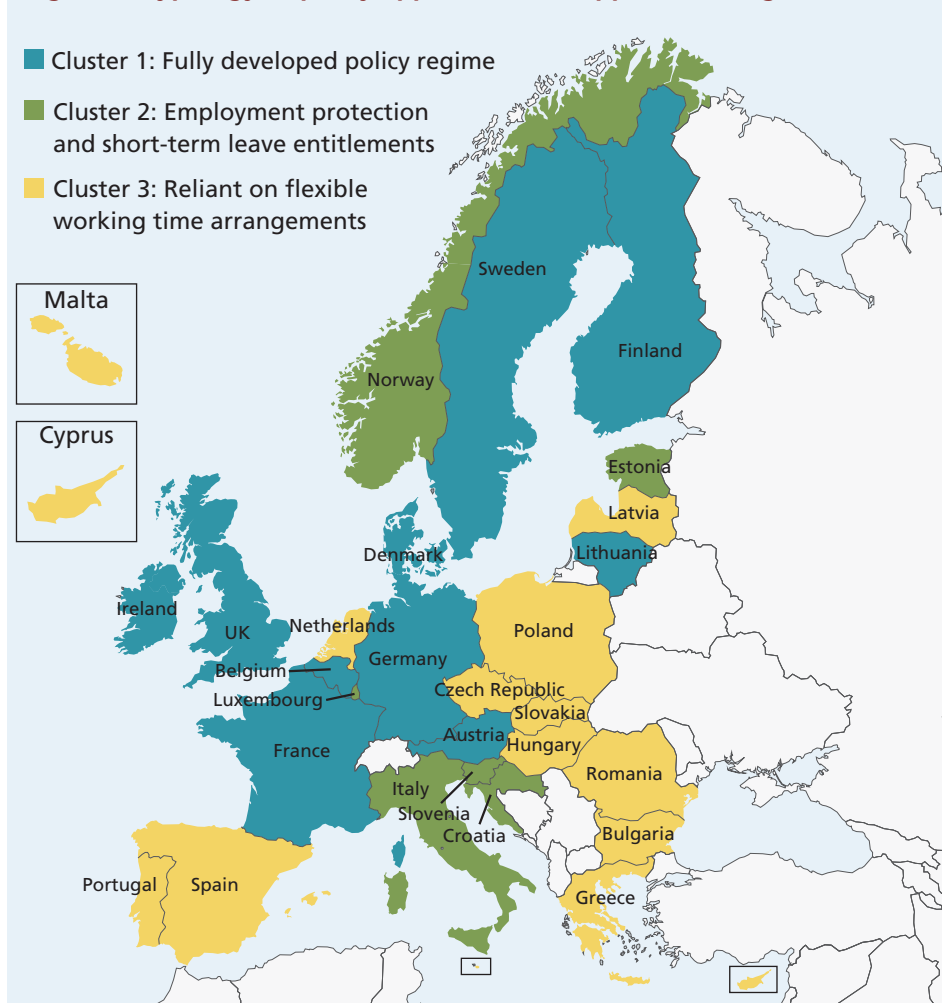 Cluster 1: Fully developed policy regime
Cluster 2: Employment protection
and short-term leave entitlements
Cluster 3: Reliant on flexible
working time arrangements
Malta
Cyprus
Sweden
Finland
Norway
Estonia
Latvia
Lithuania
Denmark
Ireland
UK
Netherlands
Poland
Belgium
Germany
Luxembourg
Czech Republic
Slovakia
Austria
Hungary
France
Romania
Italy
Slovenia
Croatia
Bulgaria
Portugal
Spain
Greece